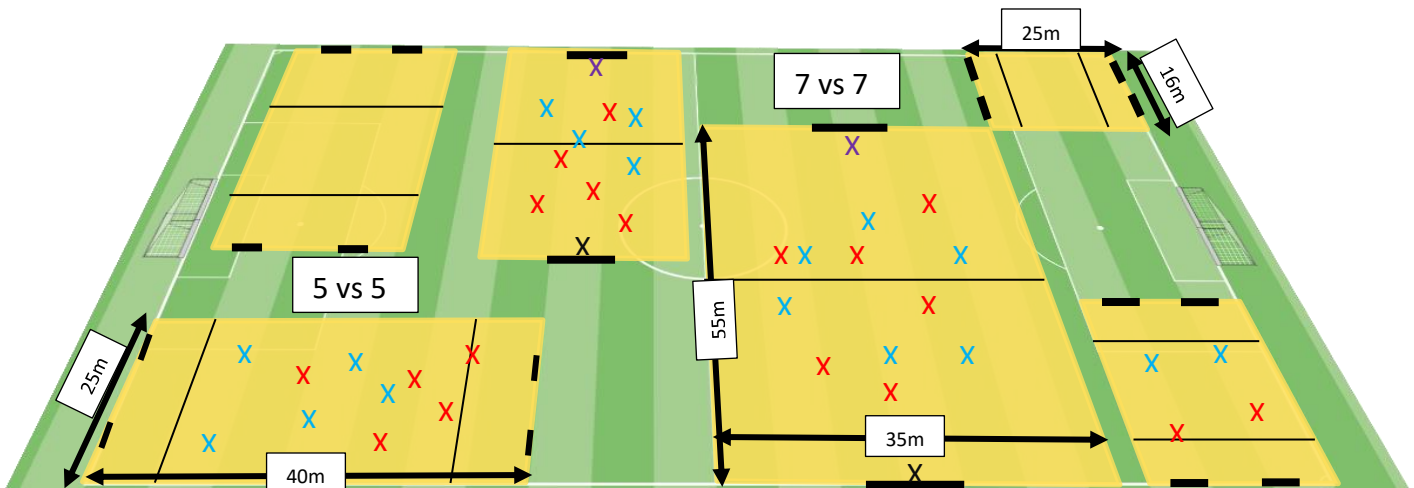 25m
7 vs 7
16m
5 vs 5
55m
25m
35m
40m
X X X X X X X X X X X X
X X X X X X X X X X X X X X
X X X X X X X X X X
X X X X